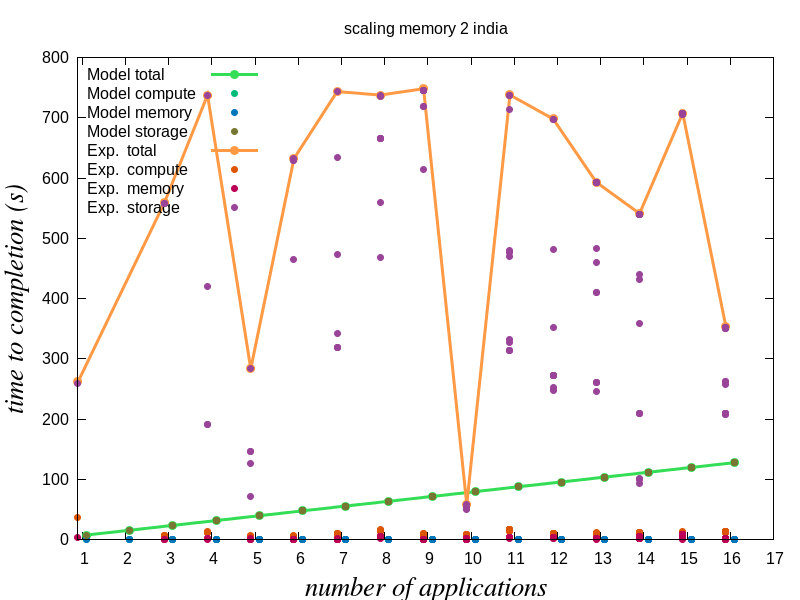 scaling memory 2 india
800
700
600
500
400
300
200
100
0
time to completion (s)
Model total
Model compute
Model memory
Model storage
Exp. total
Exp. compute
Exp. memory
Exp. storage
1 2 3 4 5 6 7 8 9 10 11 12 13 14 15 16 17
number of applications